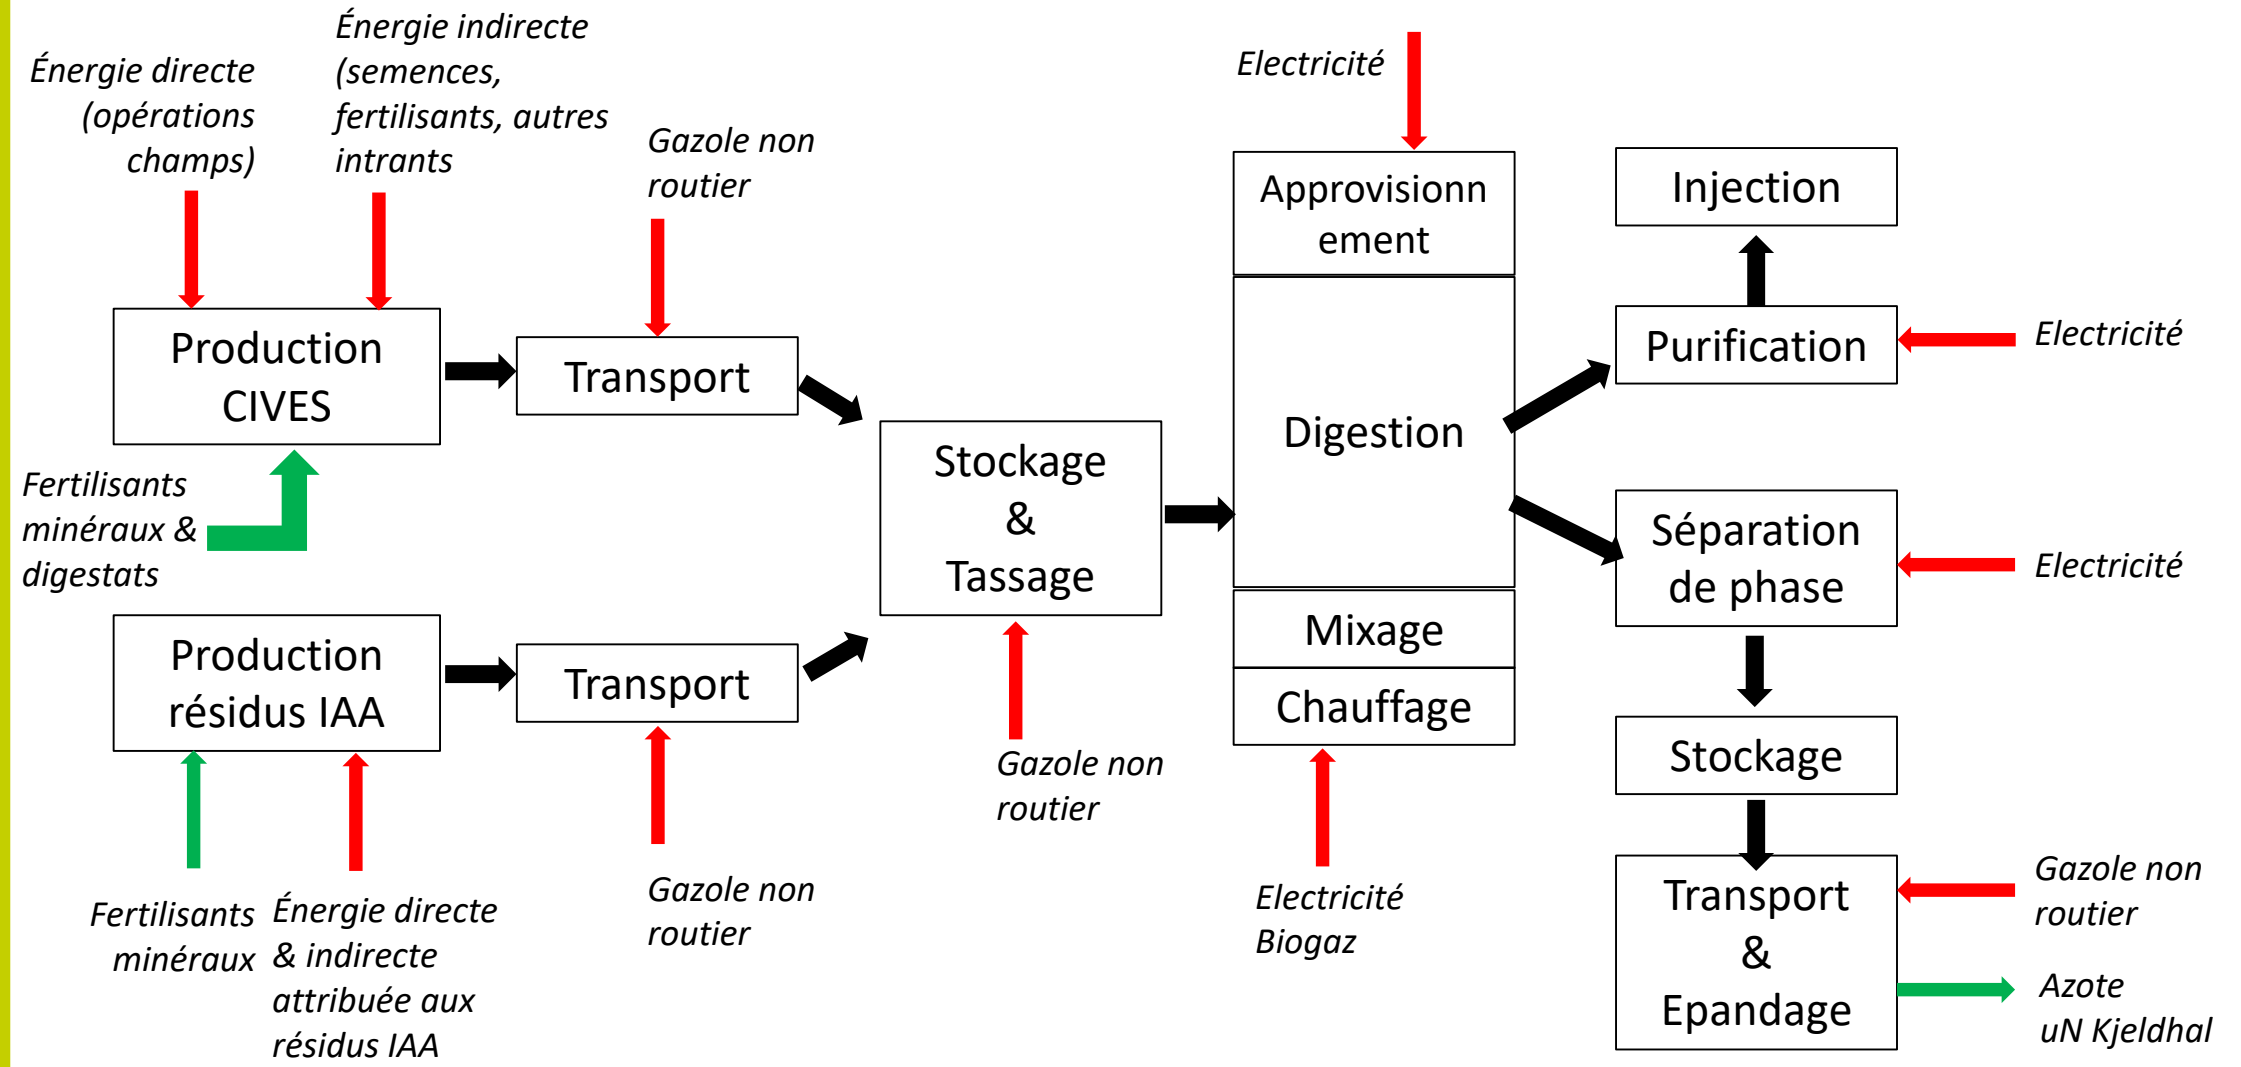 Énergie directe
(opérations
champs)
Énergie indirecte
(semences,
fertilisants, autres
intrants
Gazole non
routier
Production
CIVES
Transport
Fertilisants
minéraux &
digestats
Production
résidus IAA
Transport
Fertilisants
minéraux
Énergie directe
& indirecte
attribuée aux
résidus IAA
Gazole non
routier
Stockage
&
Tassage
Gazole non
routier
Electricité
Approvisionn
ement
Digestion
Mixage
Chauffage
Electricité
Biogaz
Injection
Purification
Electricité
Séparation
de phase
Electricité
Stockage
Transport
&
Epandage
Gazole non
routier
Azote
uN Kjeldhal